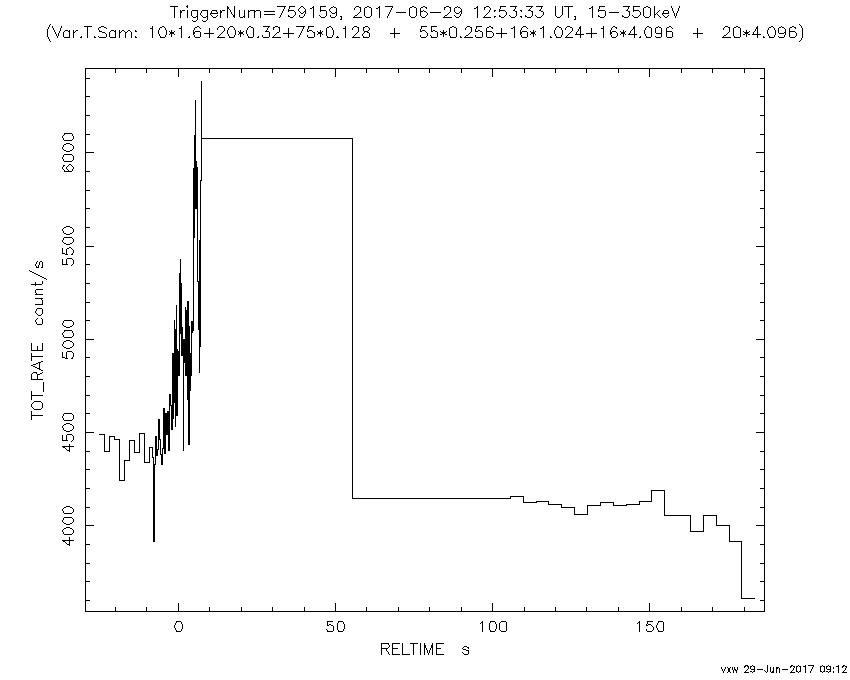 TriggerNum=759159, 2017-06-29 12:53:33 UT, 15-350keV
(Var.T.Sam: 10*1.6+20*0.32+75*0.128 + 55*0.256+16*1.024+16*4.096 + 20*4.096)
TOT_RATE count/s
6000
5500
5000
4500
4000
0 50 100 150
RELTIME s
vxw 29-Jun-2017 09:12